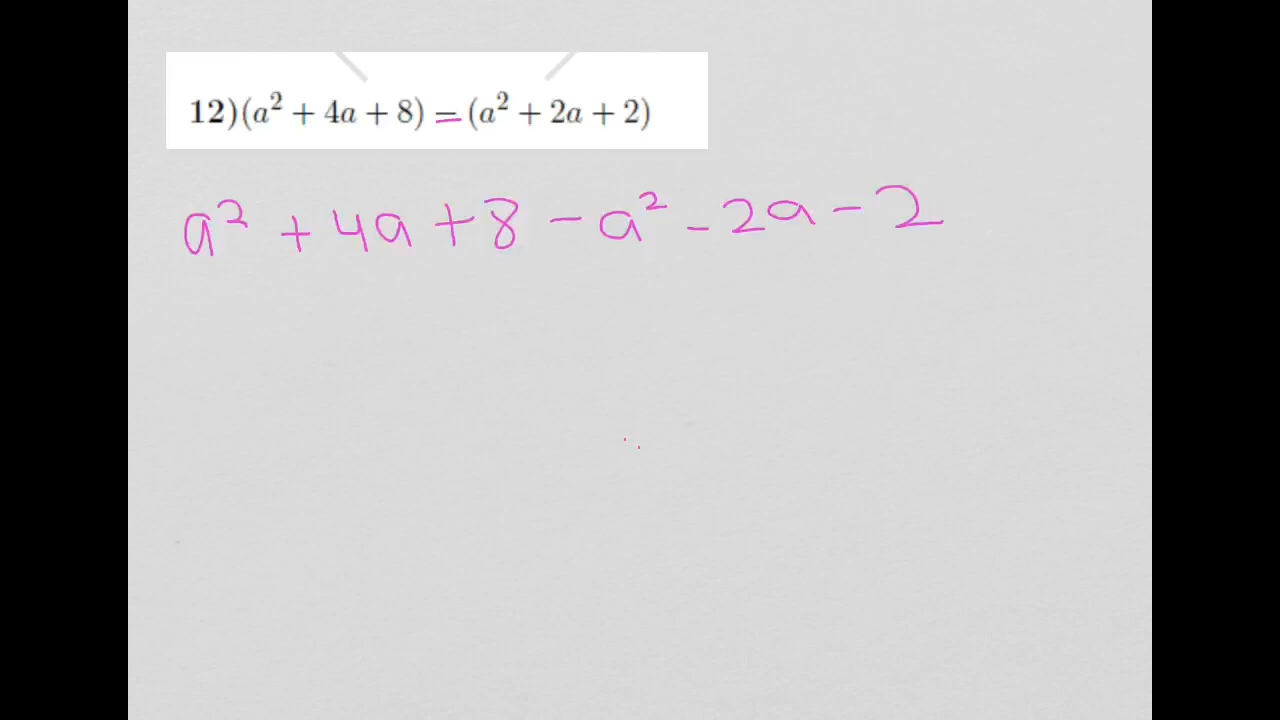 12)(a² + 4a + 8) − (a² + 2a + 2)
a² + 4a + 8 − a² − 2a − 2